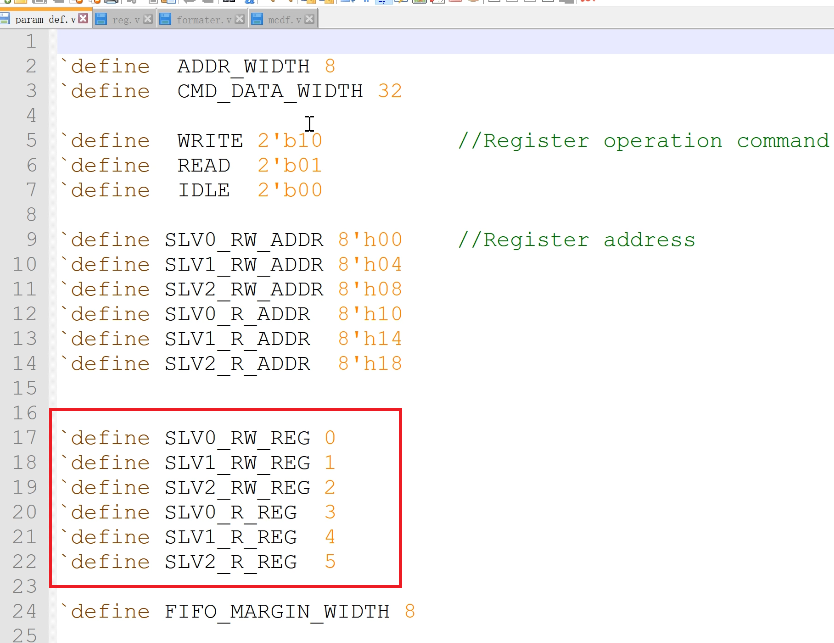 param def.v
reg.v
formater.v
mcdf.v
1
2 `define ADDR_WIDTH 8
3 `define CMD_DATA_WIDTH 32
4
5 `define WRITE 2'b10 //Register operation command
6 `define READ 2'b01
7 `define IDLE 2'b00
8
9 `define SLV0_RW_ADDR 8'h00 //Register address
10 `define SLV1_RW_ADDR 8'h04
11 `define SLV2_RW_ADDR 8'h08
12 `define SLV0_R_ADDR 8'h10
13 `define SLV1_R_ADDR 8'h14
14 `define SLV2_R_ADDR 8'h18
15
16
17 `define SLV0_RW_REG 0
18 `define SLV1_RW_REG 1
19 `define SLV2_RW_REG 2
20 `define SLV0_R_REG 3
21 `define SLV1_R_REG 4
22 `define SLV2_R_REG 5
23
24 `define FIFO_MARGIN_WIDTH 8
25